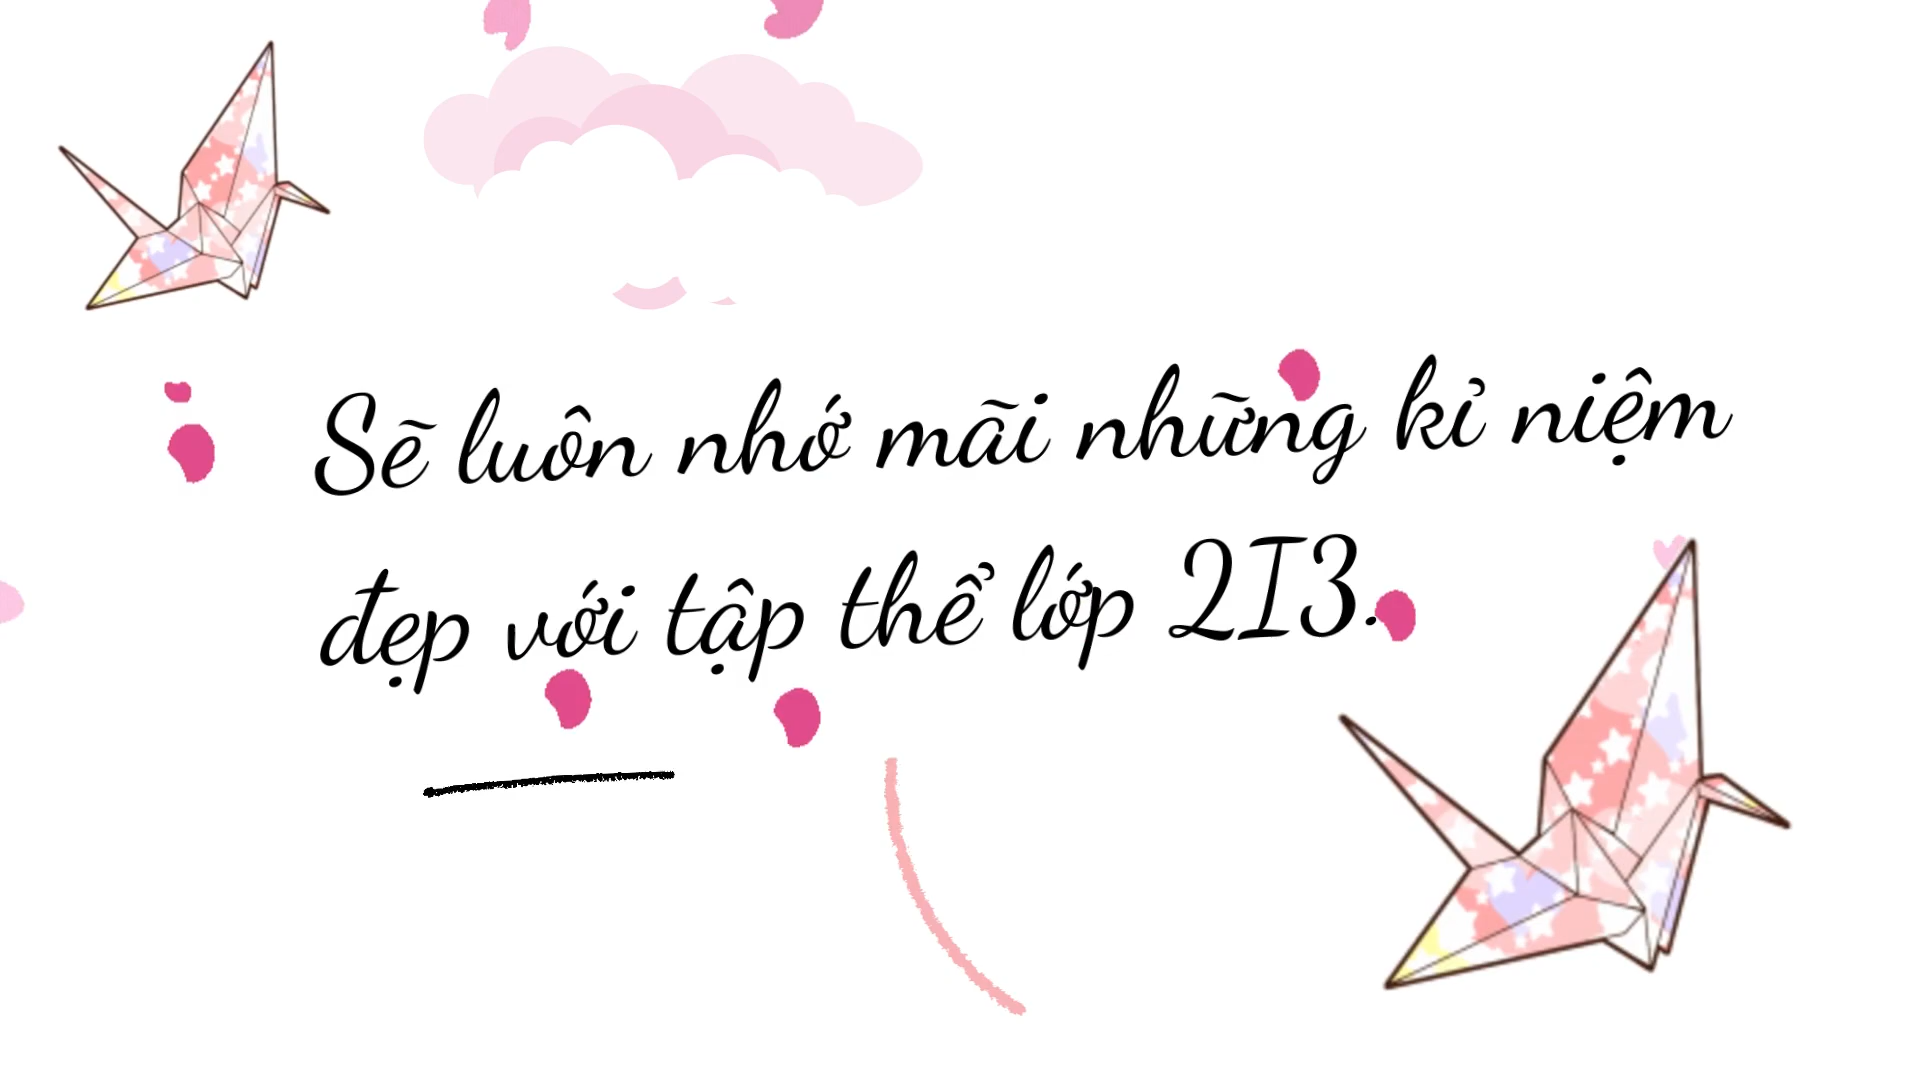 Sẽ luôn nhớ mãi những kỉ niệm
đẹp với tập thể lớp 2I3.